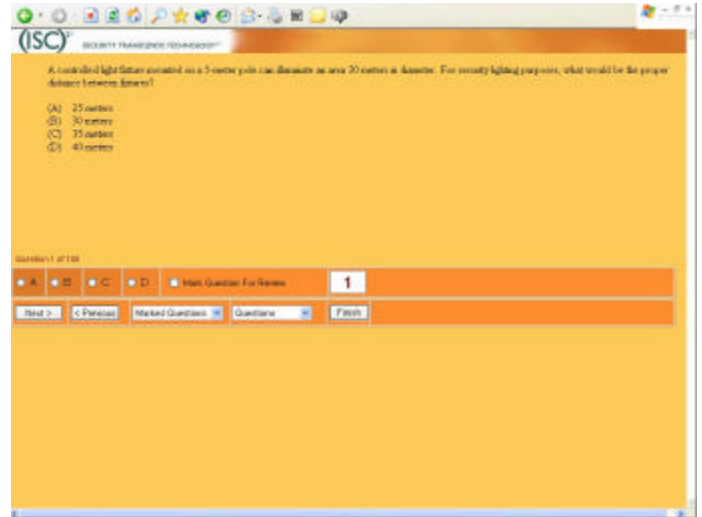 (ISC)²
SECURITY TRANSCENDS TECHNOLOGY
A controlled light fixture mounted on a 5-meter pole can illuminate an area 30 meters in diameter. For security lighting purposes, what would be the proper
distance between fixtures?
(A) 25 meters
(B) 30 meters
(C) 35 meters
(D) 40 meters
Question 1 of 100
A B C D Mark Question For Review 1
Next > < Previous Marked Questions Questions Finish